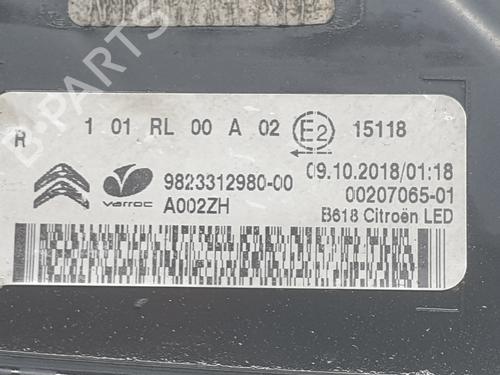 B-PARTS
R 1 01 RL 00 A 02 E2 15118
9823312980-00 09.10.2018/01:18
varroc A002ZH 00207065-01
B618 Citroën LED